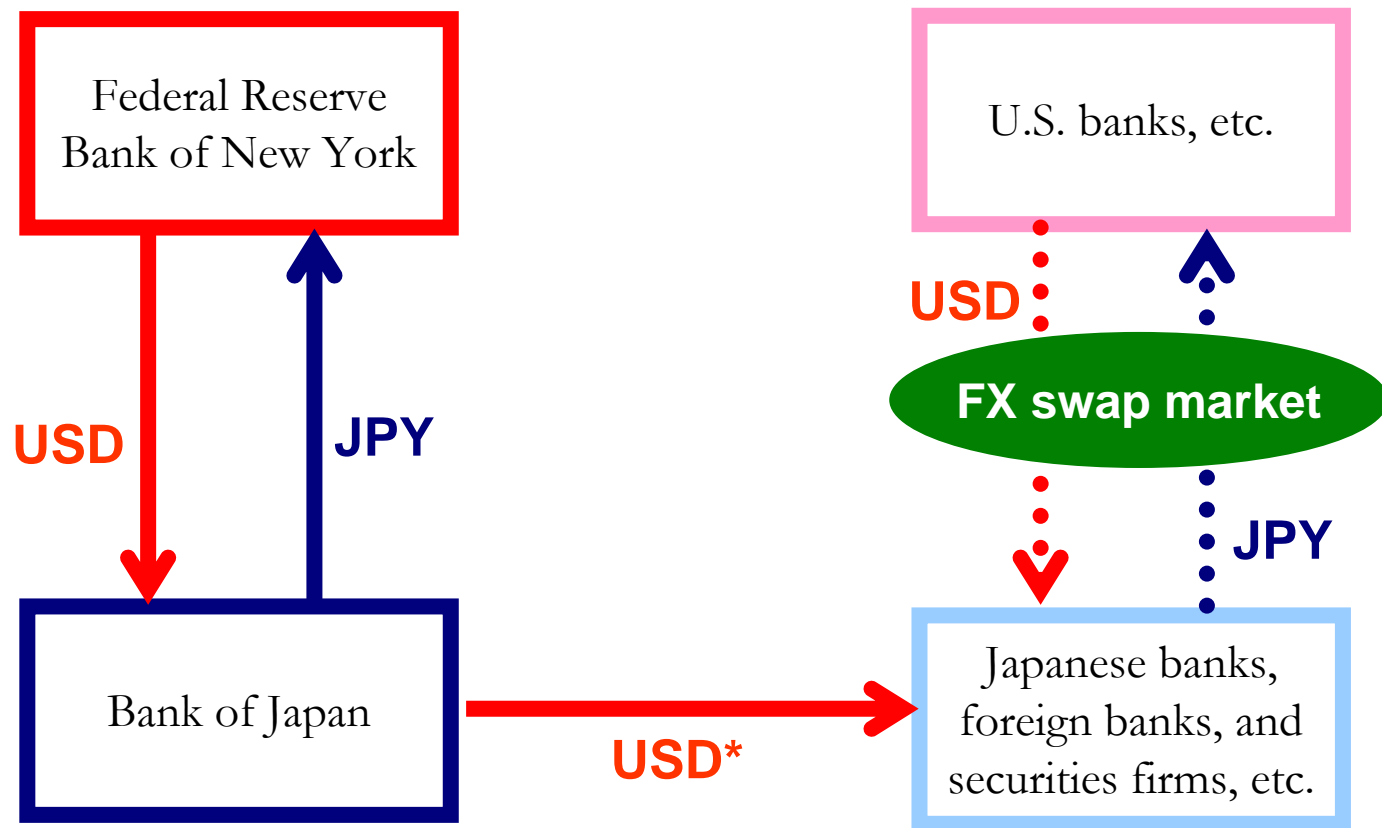 Federal Reserve
Bank of New York
U.S. banks, etc.
USD
FX swap market
USD
JPY
JPY
Bank of Japan
USD*
Japanese banks,
foreign banks, and
securities firms, etc.